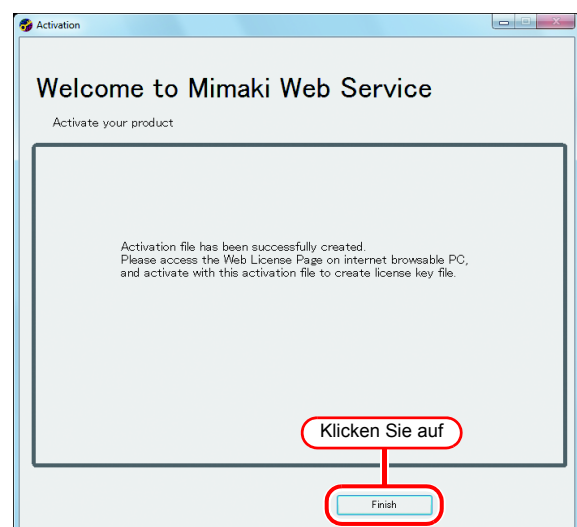 Activation
Welcome to Mimaki Web Service
Activate your product
Activation file has been successfully created.
Please access the Web License Page on internet browsable PC,
and activate with this activation file to create license key file.
Klicken Sie auf
Finish